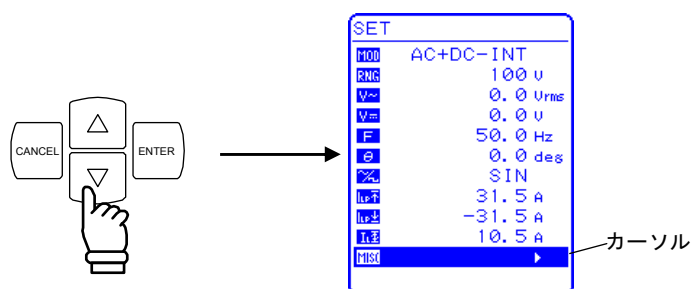 CANCEL
ENTER
SET
MOD AC+DC-INT
RNG 100 V
V~ 0.0 Vrms
V⎓ 0.0 V
F 50.0 Hz
θ 0.0 deg
SIN
31.5 A
-31.5 A
10.5 A
MISC ▶
カーソル